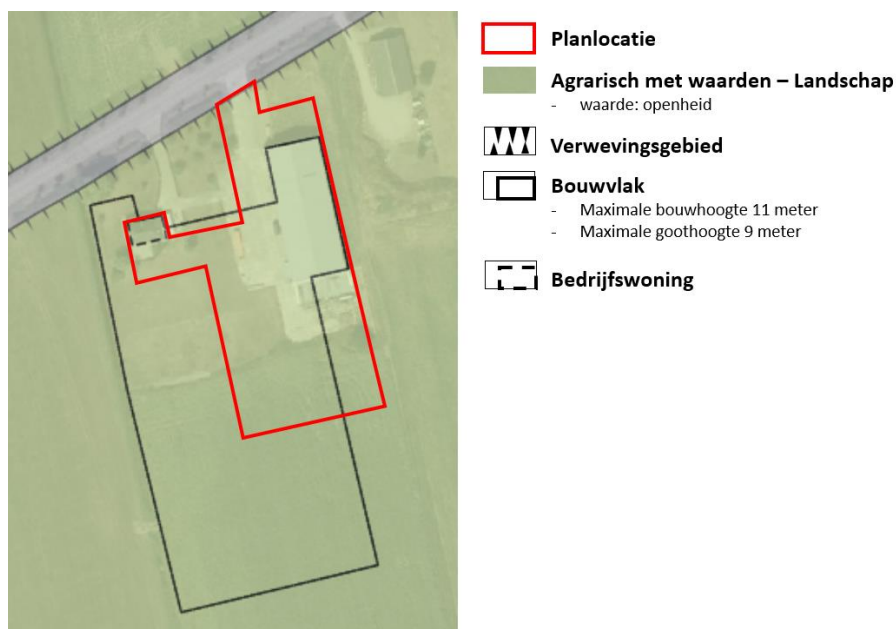 Planlocatie
Agrarisch met waarden – Landschap
- waarde: openheid
Verwevingsgebied
Bouwvlak
- Maximale bouwhoogte 11 meter
- Maximale goothoogte 9 meter
Bedrijfswoning